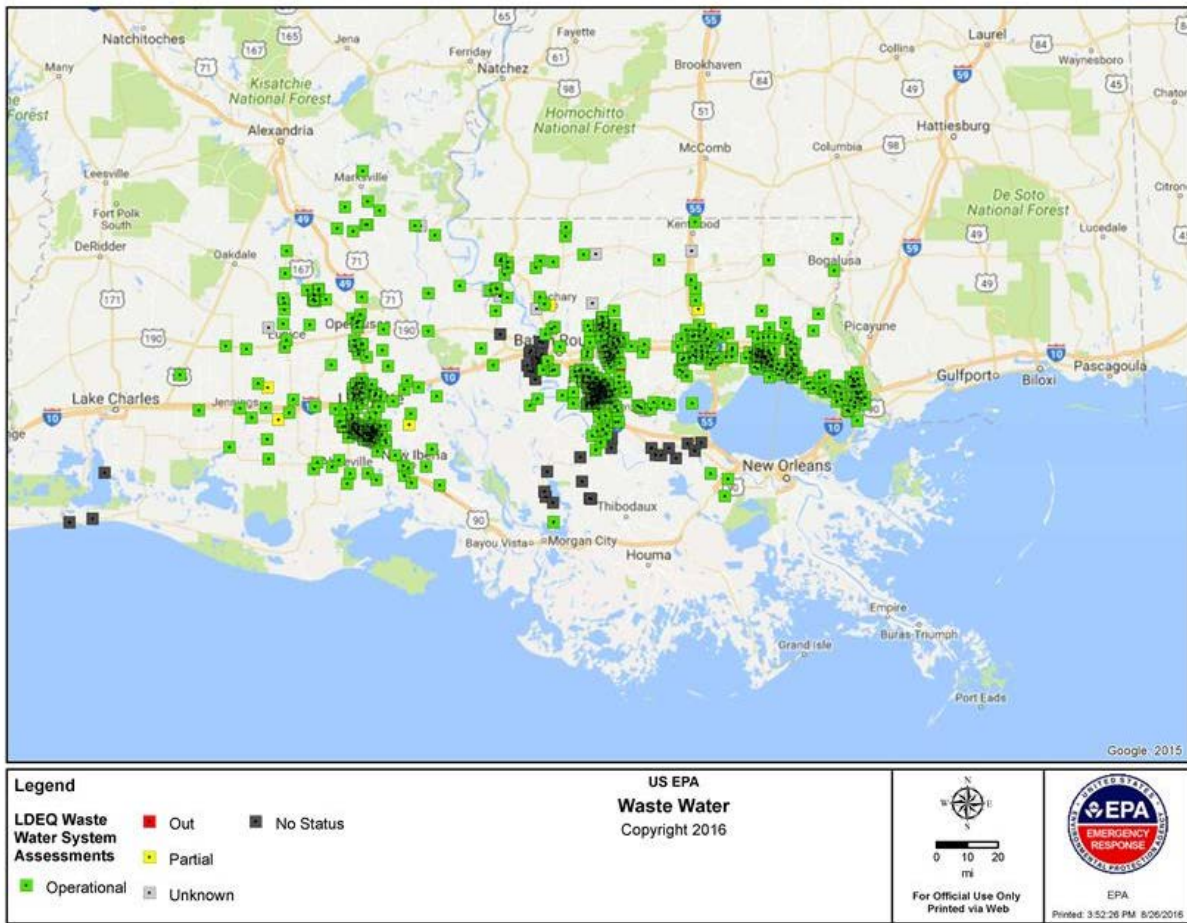 Natchitoches
Jena
Fayette
Laurel
Many
Ferriday
Natchez
Brookhaven
Collins
Waynesboro
Kisatchie
National Forest
Homochitto
National Forest
Hattiesburg
Alexandria
McComb
Columbia
Leesville
Marksville
De Soto
National Forest
Fort Polk
South
DeRidder
Oakdale
Lucedale
Bogalusa
Picayune
Gulfport
Biloxi
Pascagoula
Lake Charles
Jennings
New Orleans
Thibodaux
Bayou Vista
Morgan City
Houma
Empire
Buras-Triumph
Grand Isle
Port Eads
Google, 2015
Legend
LDEQ Waste
Water System
Assessments
Operational
Out
Partial
Unknown
No Status
US EPA
Waste Water
Copyright 2016
N
W E
S
0 10 20
mi
For Official Use Only
Printed via Web
UNITED STATES
EPA
EMERGENCY
RESPONSE
ENVIRONMENTAL PROTECTION AGENCY
EPA
Printed: 3:52:26 PM 8/26/2016